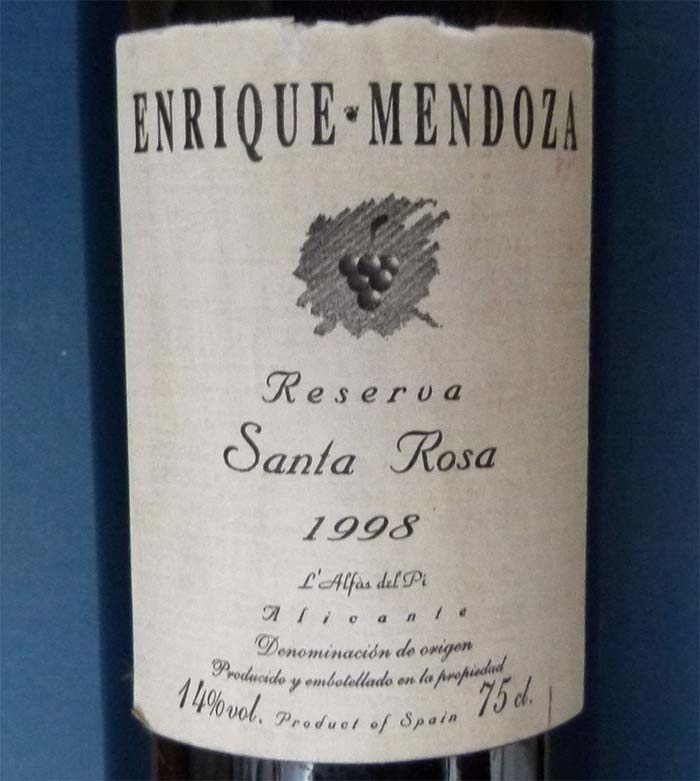 ENRIQUE MENDOZA
Reserva
Santa Rosa
1998
L'Alfàs del Pi
Alicante
Denominación de origen
Producido y embotellado en la propiedad
14%vol. Product of Spain 75 cl.